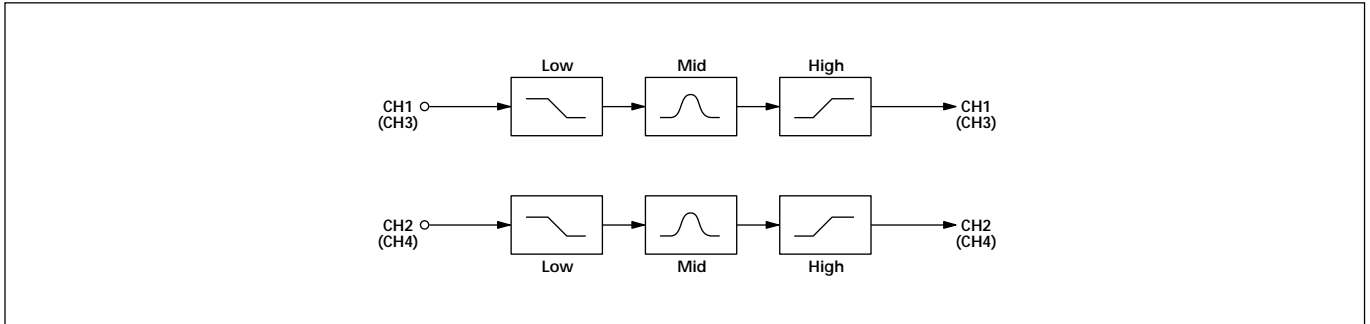 Low Mid High
CH1 CH1
(CH3) (CH3)
CH2 CH2
(CH4) (CH4)
Low Mid High